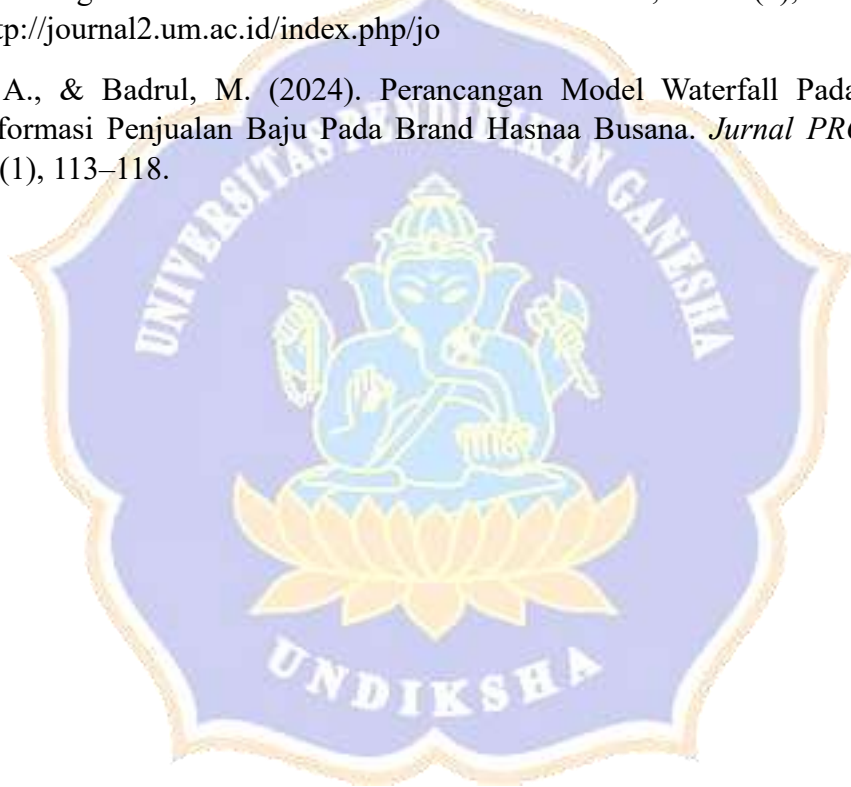 tp://journal2.um.ac.id/index.php/jo
A., & Badrul, M. (2024). Perancangan Model Waterfall Pada
formasi Penjualan Baju Pada Brand Hasnaa Busana. Jurnal PRO
(1), 113–118.
UNIVERSITAS PENDIDIKAN GANESHA
UNDIKSHA